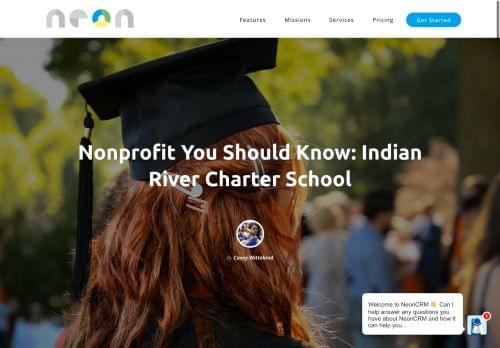 neon
Features Missions Services Pricing Get Started
Nonprofit You Should Know: Indian
River Charter School
By Casey Wittekind
Welcome to NeonCRM 👋 Can I
help answer any questions you
have about NeonCRM and how it
can help you...
1